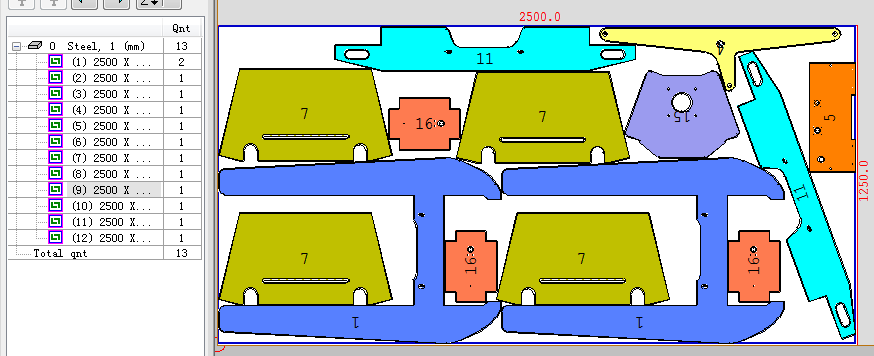 Qnt
0 Steel, 1 (mm) 13
(1) 2500 X ... 2
(2) 2500 X ... 1
(3) 2500 X ... 1
(4) 2500 X ... 1
(5) 2500 X ... 1
(6) 2500 X ... 1
(7) 2500 X ... 1
(8) 2500 X ... 1
(9) 2500 X ... 1
(10) 2500 X... 1
(11) 2500 X... 1
(12) 2500 X... 1
Total qnt 13
2500.0
1250.0
11
4
7
16
7
15
5
11
7
16
7
16
1
1